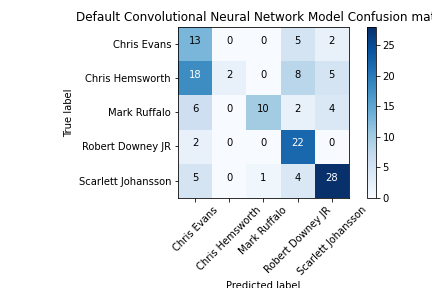 Default Convolutional Neural Network Model Confusion mat
Chris Evans 13 0 0 5 2
Chris Hemsworth 18 2 0 8 5
Mark Ruffalo 6 0 10 2 4
Robert Downey JR 2 0 0 22 0
Scarlett Johansson 5 0 1 4 28
True label
Chris Evans
Chris Hemsworth
Mark Ruffalo
Robert Downey JR
Scarlett Johansson
Predicted label
25
20
15
10
5
0